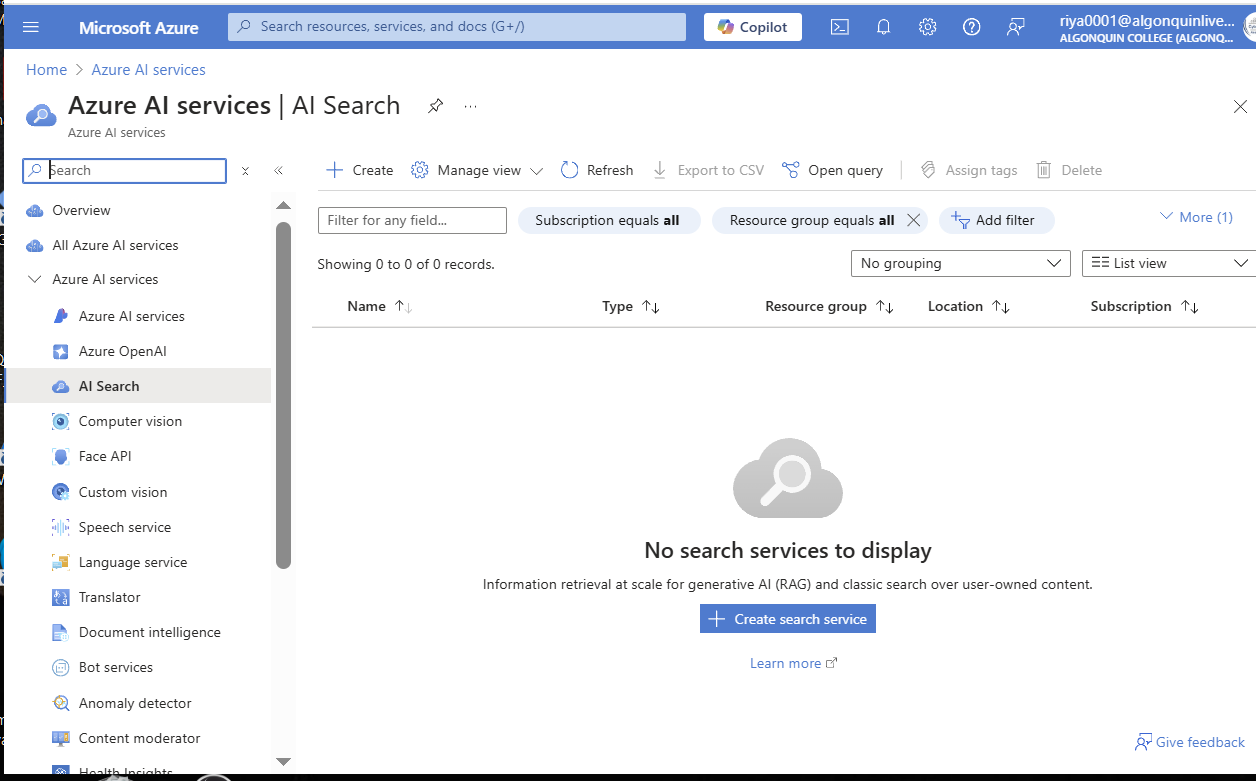 Microsoft Azure
Search resources, services, and docs (G+/)
Copilot
riya0001@algonquinlive...
ALGONQUIN COLLEGE (ALGONQ...
Home > Azure AI services
Azure AI services | AI Search
...
Azure AI services
Search
Create
Manage view
Refresh
Export to CSV
Open query
Assign tags
Delete
Overview
All Azure AI services
Azure AI services
Azure AI services
Azure OpenAI
AI Search
Computer vision
Face API
Custom vision
Speech service
Language service
Translator
Document intelligence
Bot services
Anomaly detector
Content moderator
Health Insights
Filter for any field...
Subscription equals all
Resource group equals all
Add filter
More (1)
Showing 0 to 0 of 0 records.
No grouping
List view
Name
Type
Resource group
Location
Subscription
No search services to display
Information retrieval at scale for generative AI (RAG) and classic search over user-owned content.
Create search service
Learn more
Give feedback